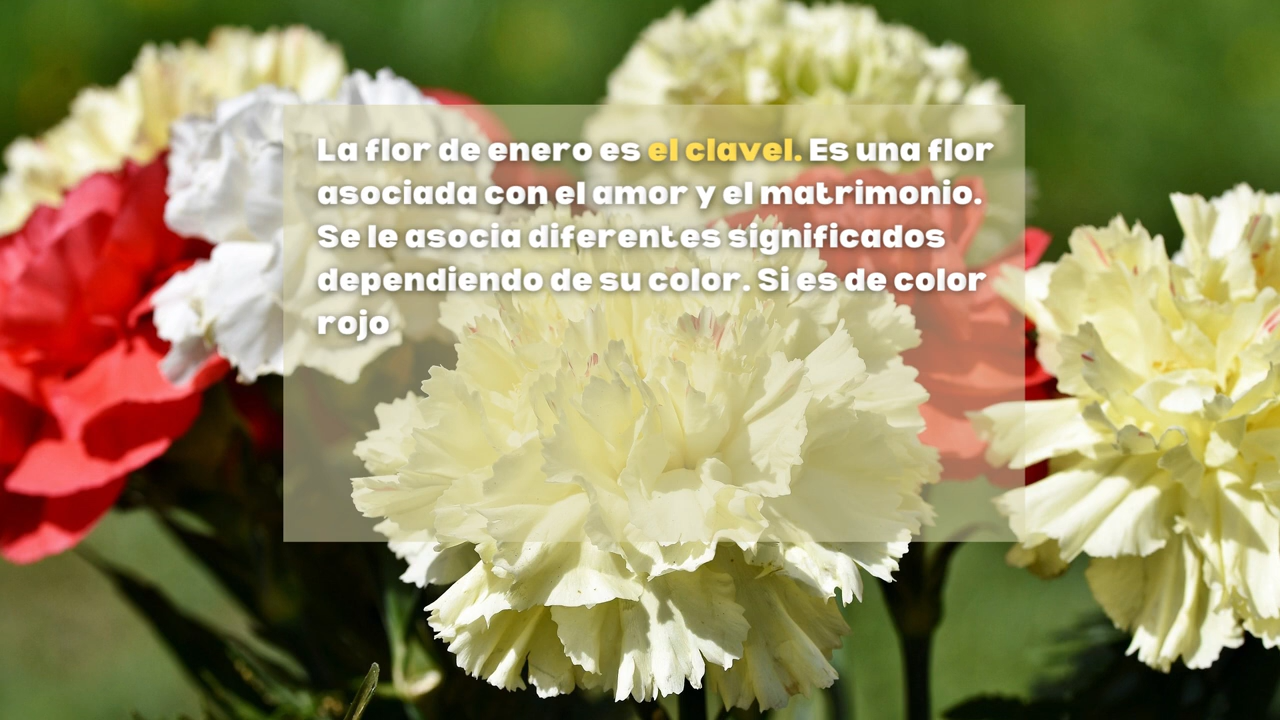 La flor de enero es el clavel. Es una flor
asociada con el amor y el matrimonio.
Se le asocia diferentes significados
dependiendo de su color. Si es de color
rojo